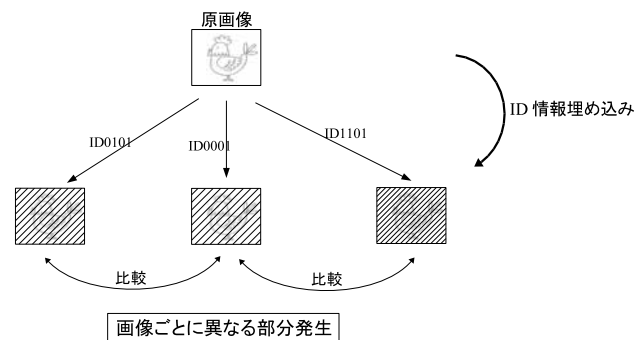 原画像
ID 情報埋め込み
ID0101
ID0001
ID1101
比較
比較
画像ごとに異なる部分発生